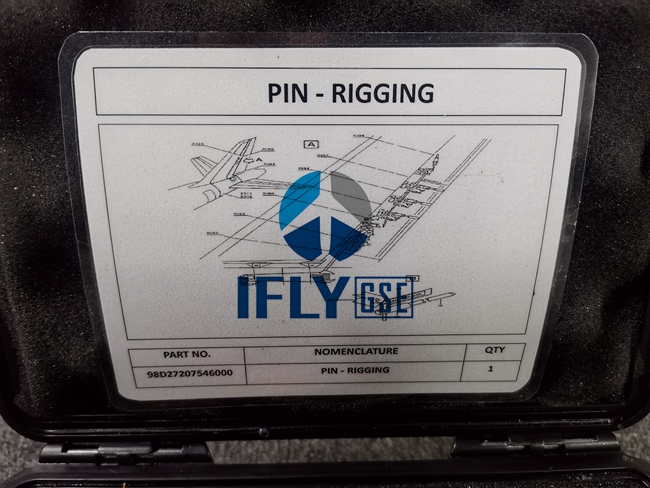 PIN - RIGGING
A
A
IFLY GSE
PART NO.
NOMENCLATURE
QTY
98D27207546000
PIN - RIGGING
1